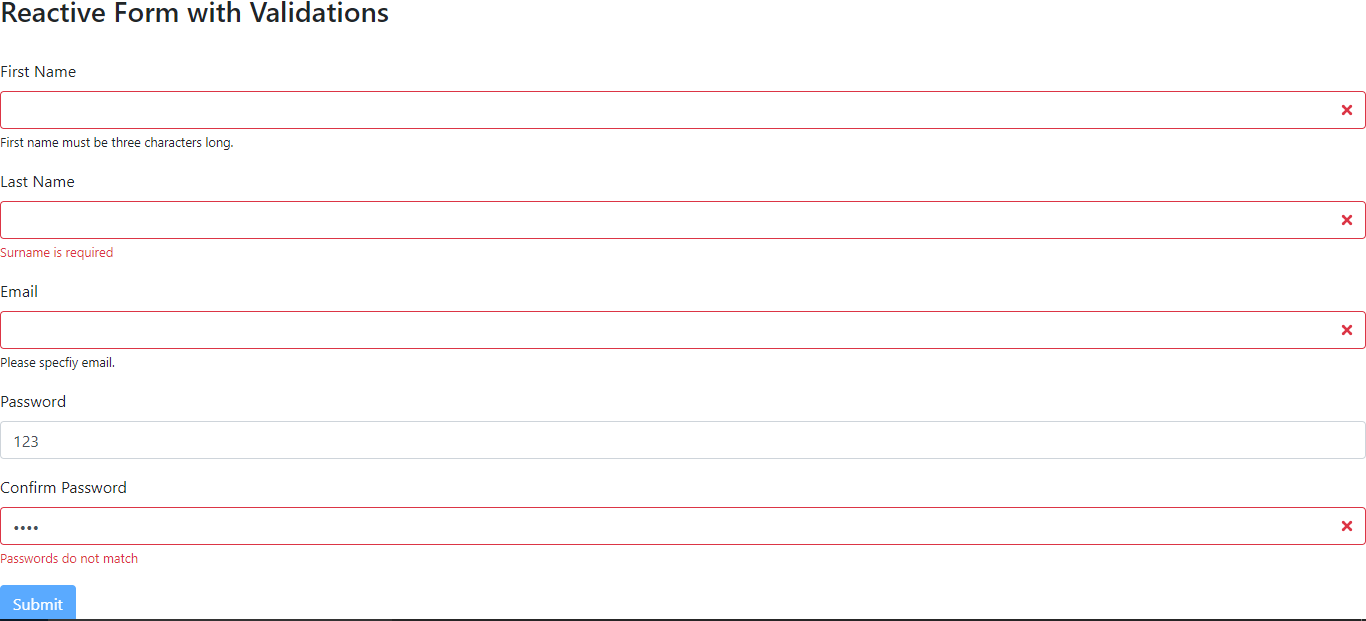 Reactive Form with Validations
First Name
First name must be three characters long.
Last Name
Surname is required
Email
Please specfiy email.
Password
123
Confirm Password
••••
Passwords do not match
Submit